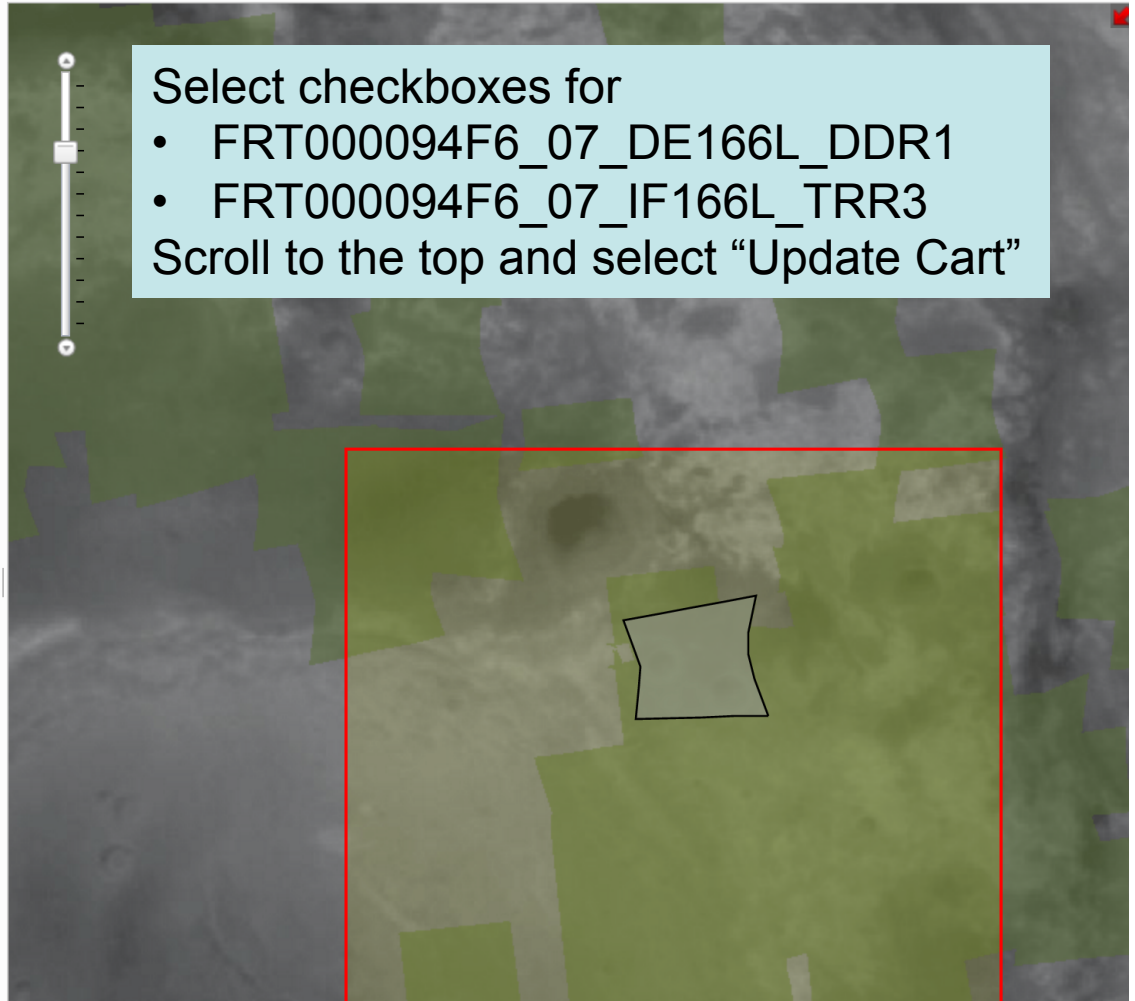 Select checkboxes for
• FRT000094F6_07_DE166L_DDR1
• FRT000094F6_07_IF166L_TRR3
Scroll to the top and select “Update Cart”